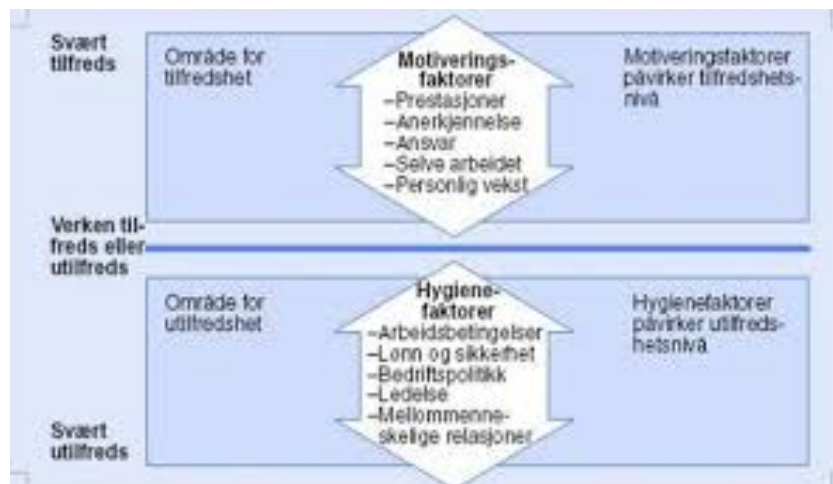 Svært
tilfreds
Område for
tilfredshet
Motiverings-
faktorer
–Prestasjoner
–Anerkjennelse
–Ansvar
–Selve arbeidet
–Personlig vekst
Motiveringsfaktorer
påvirker tilfredshets-
nivå
Verken til-
freds eller
utilfreds
Område for
utilfredshet
Hygiene-
faktorer
–Arbeidsbetingelser
–Lønn og sikkerhet
–Bedriftspolitikk
–Ledelse
–Mellommenne-
skelige relasjoner
Hygienefaktorer
påvirker utilfreds-
hetsnivå
Svært
utilfreds